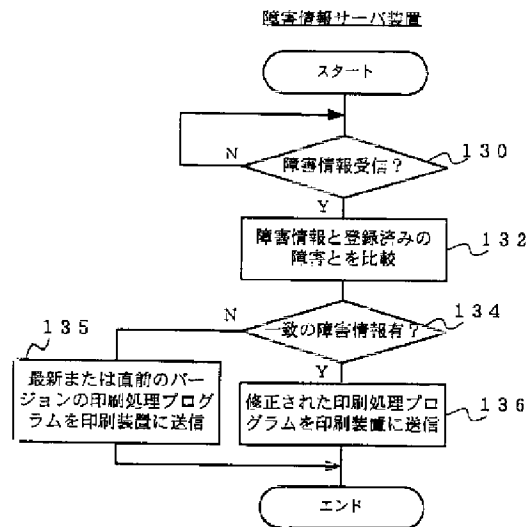 障害情報サーバ装置
スタート
N
障害情報受信？
130
Y
障害情報と登録済みの
障害とを比較
132
N
一致の障害情報有？
134
135
Y
最新または直前のバー
ジョンの印刷処理プログ
ラムを印刷装置に送信
修正された印刷処理プロ
グラムを印刷装置に送信
136
エンド